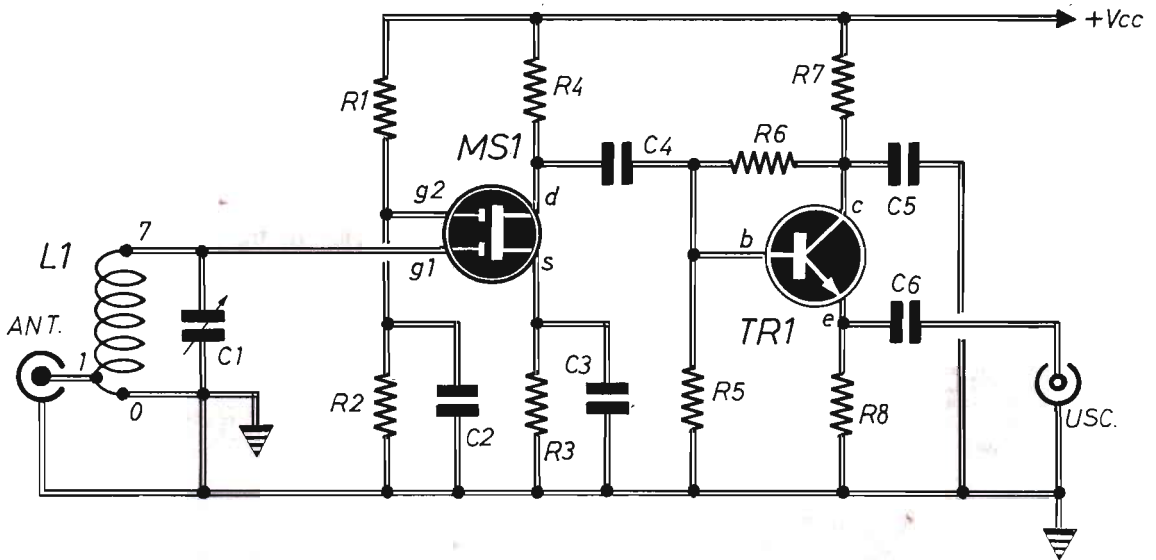 +Vcc
R1
R4
R7
MS1
C4
R6
g2
d
c
C5
7
L1
g1
s
b
ANT.
C1
C6
TR1
e
1
0
R2
C2
C3
R3
R5
R8
USC.